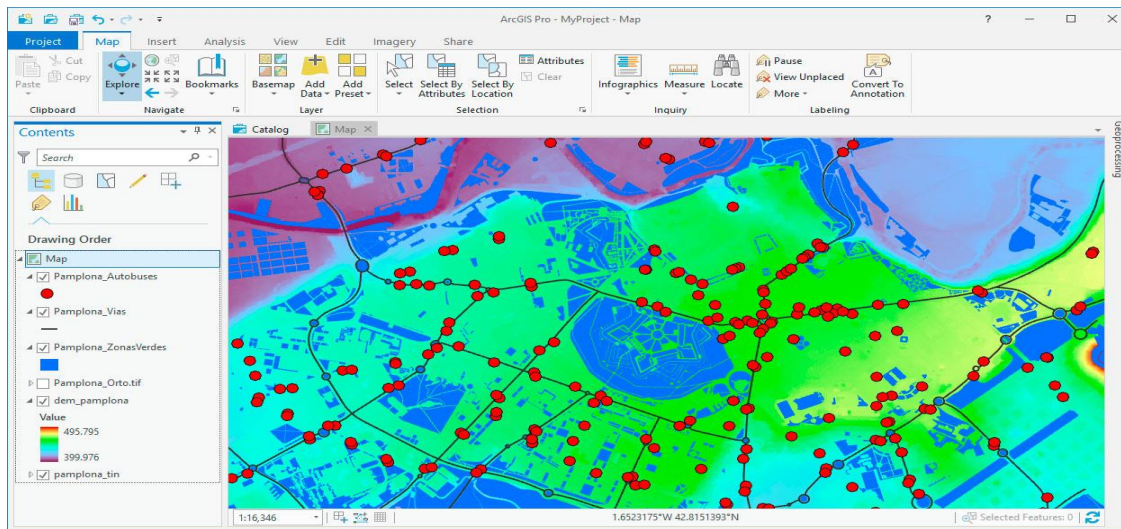 ArcGIS Pro - MyProject - Map
?
Project Map Insert Analysis View Edit Imagery Share
Paste
Cut
Copy
Clipboard
Explore
Bookmarks
Navigate
Basemap
Add Data
Add Preset
Layer
Select
Select By Attributes
Select By Location
Attributes
Clear
Selection
Infographics
Measure
Locate
Inquiry
Pause
View Unplaced
More
Convert To Annotation
Labeling
Contents
Search
Drawing Order
Map
Pamplona_Autobuses
Pamplona_Vias
Pamplona_ZonasVerdes
Pamplona_Orto.tif
dem_pamplona
Value
495.795
399.976
pamplona_tin
Catalog
Map
Geoprocessing
1:16,346
1.6523175°W 42.8151393°N
Selected Features: 0